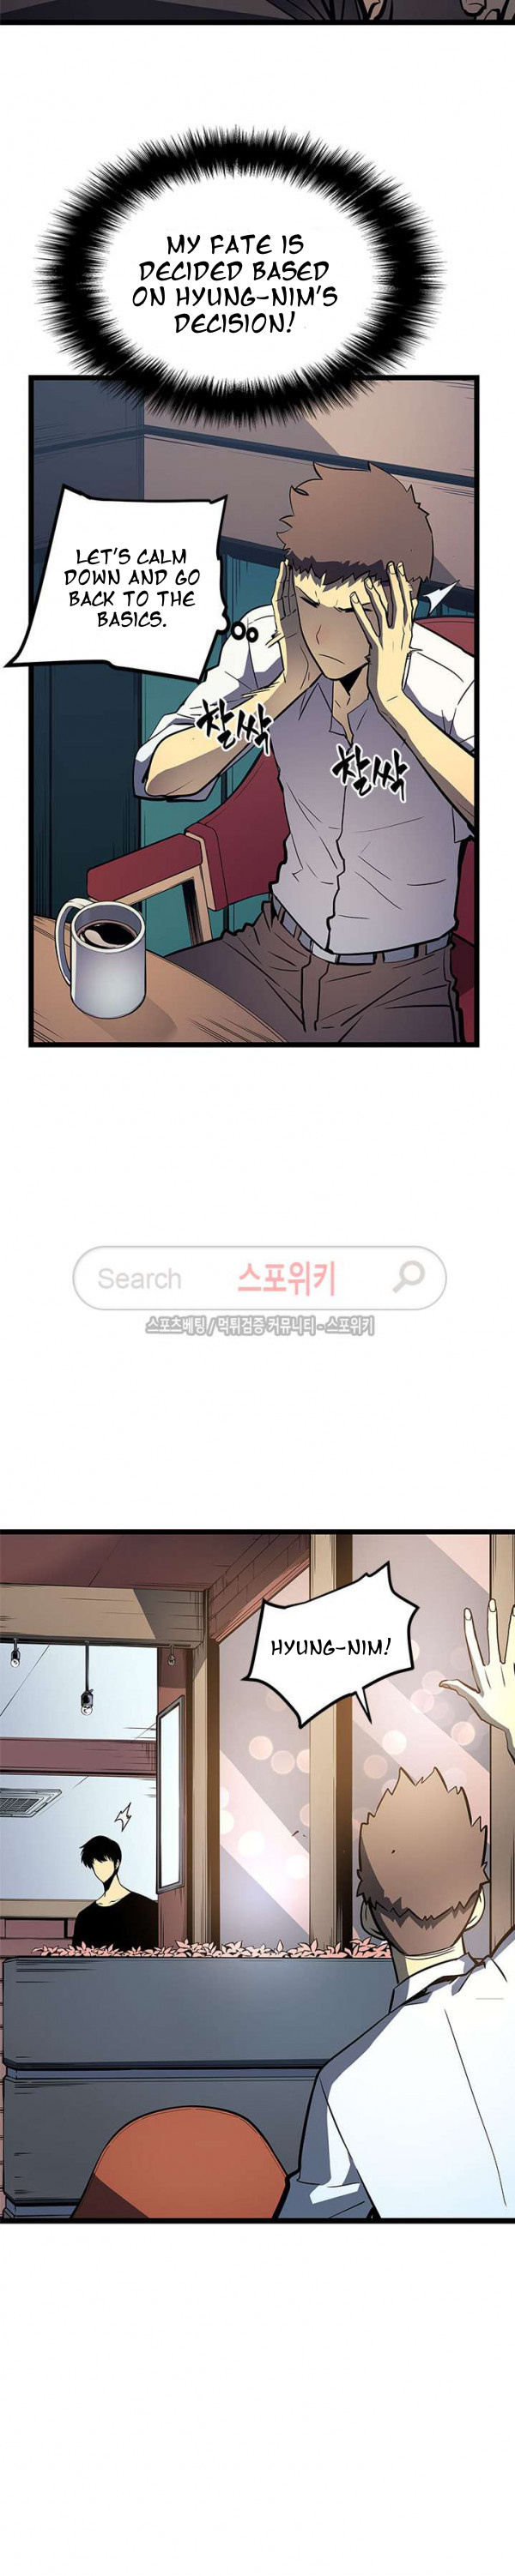 MY FATE IS
DECIDED BASED
ON HYUNG-NIM'S
DECISION!
LET'S CALM
DOWN AND GO
BACK TO THE
BASICS.
찰싹
찰싹
Search 스포위키
스포츠베팅 / 먹튀검증 커뮤니티 - 스포위키
HYUNG-NIM!